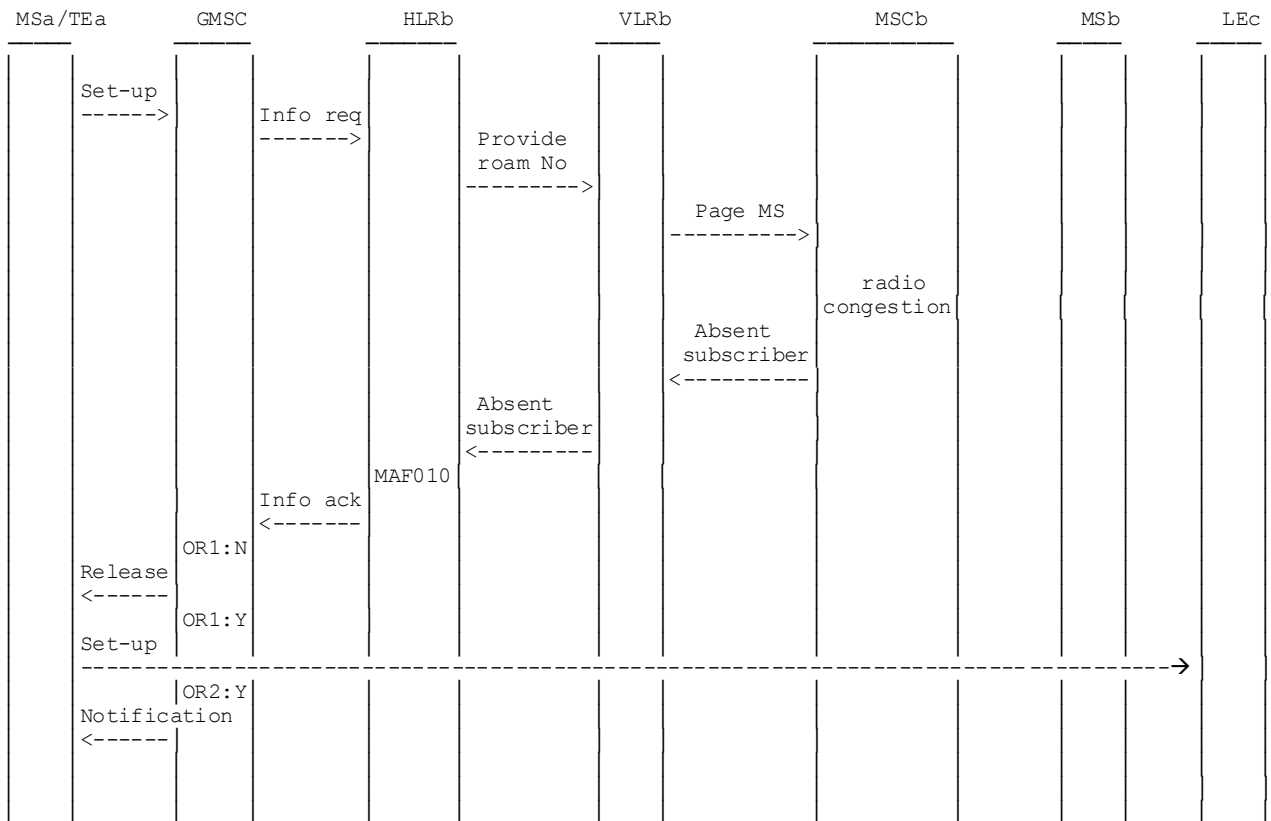 MSa/TEa GMSC HLRb VLRb MSCb MSb LEc
Set-up
Info req
Provide
roam No
Page MS
radio
congestion
Absent
subscriber
Absent
subscriber
MAF010
Info ack
OR1:N
Release
OR1:Y
Set-up
OR2:Y
Notification